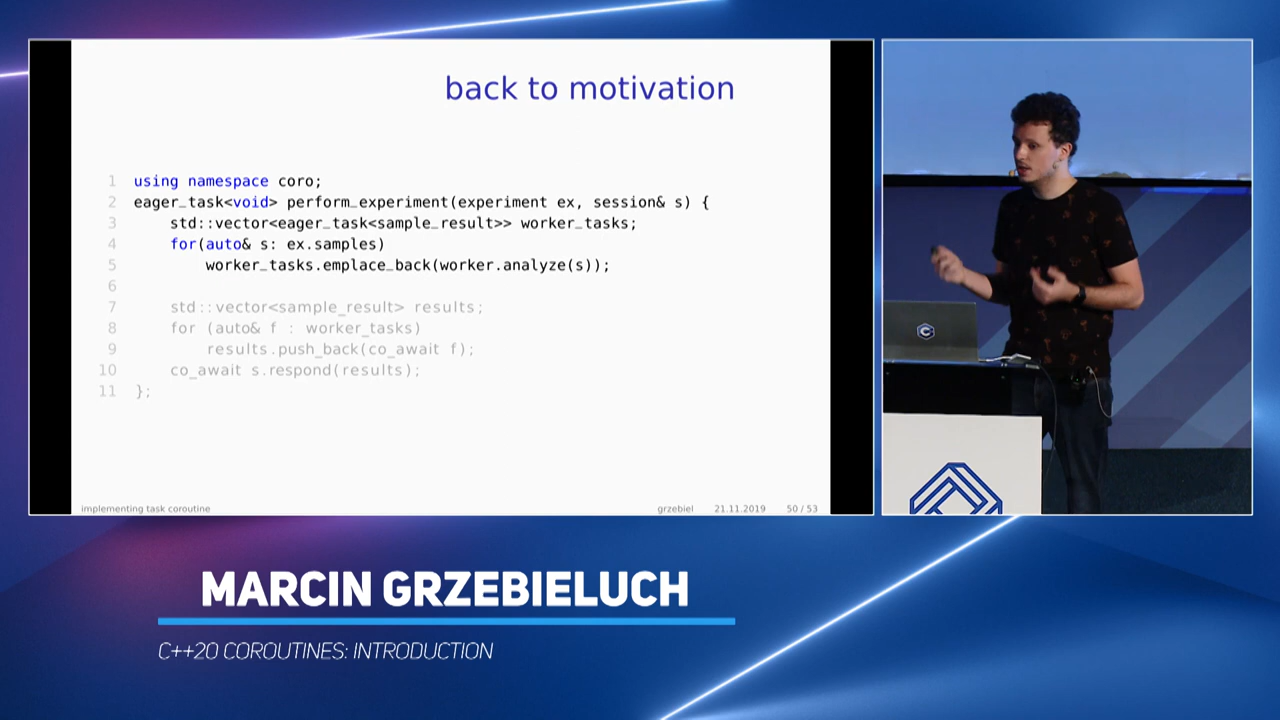 back to motivation
1 using namespace coro;
2 eager_task<void> perform_experiment(experiment ex, session& s) {
3 std::vector<eager_task<sample_result>> worker_tasks;
4 for(auto& s: ex.samples)
5 worker_tasks.emplace_back(worker.analyze(s));
6
7 std::vector<sample_result> results;
8 for (auto& f : worker_tasks)
9 results.push_back(co_await f);
10 co_await s.respond(results);
11 };
implementing task coroutine grzebiel 21.11.2019 50 / 53
MARCIN GRZEBIELUCH
C++20 COROUTINES: INTRODUCTION